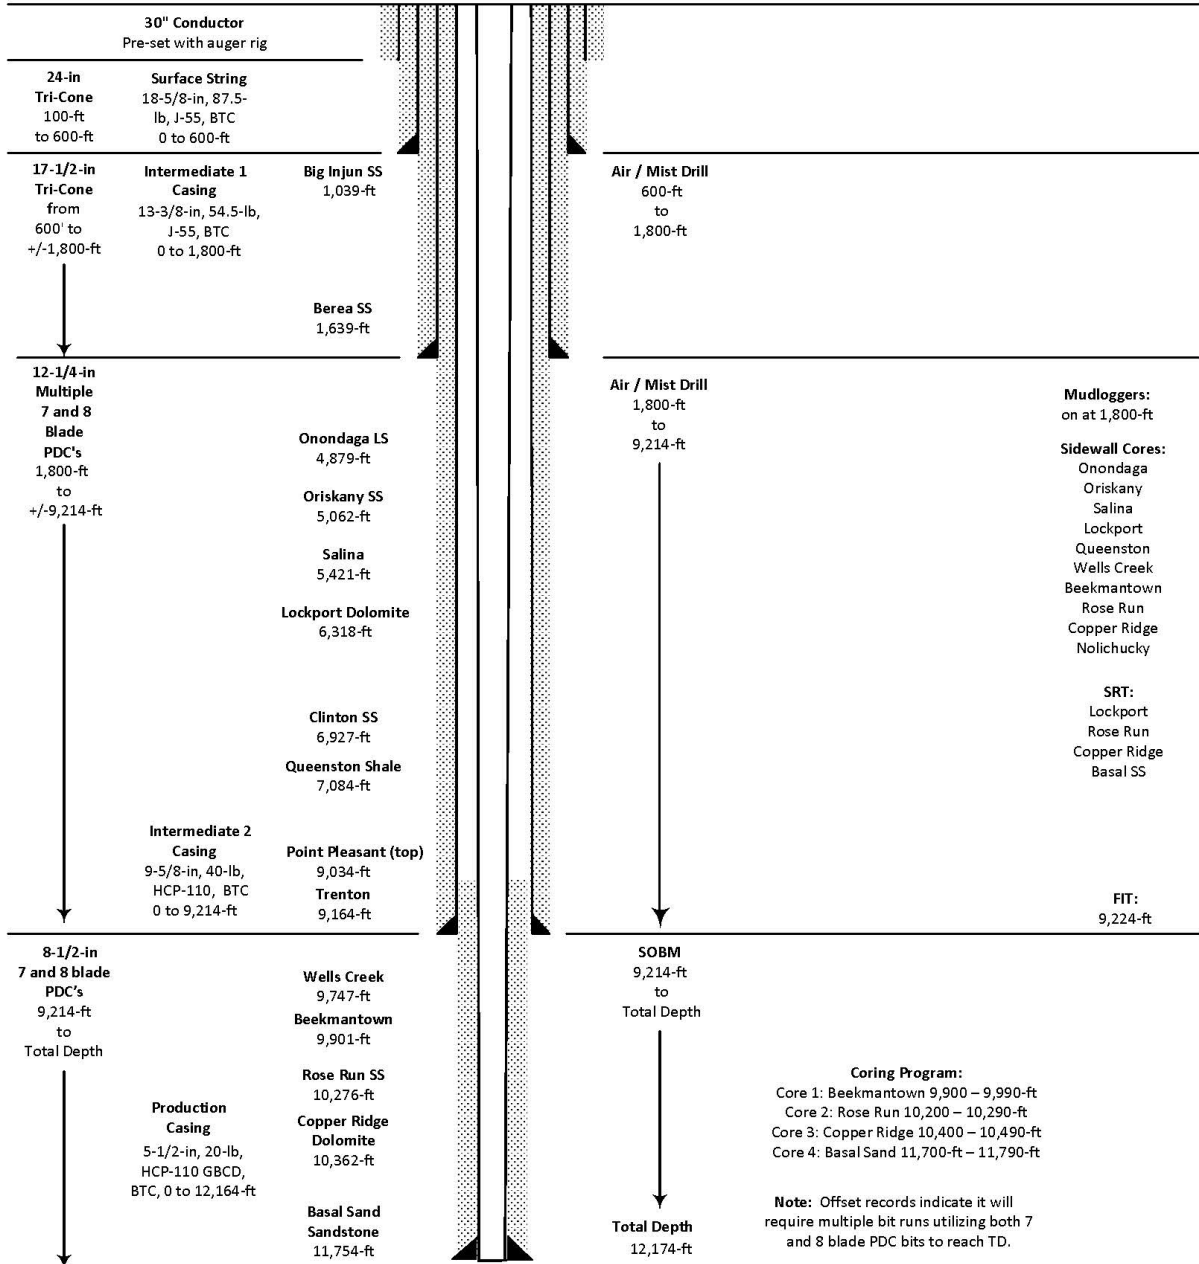 30" Conductor
Pre-set with auger rig
24-in
Tri-Cone
100-ft
to 600-ft
Surface String
18-5/8-in, 87.5-
lb, J-55, BTC
0 to 600-ft
17-1/2-in
Tri-Cone
from
600' to
+/-1,800-ft
Intermediate 1
Casing
13-3/8-in, 54.5-lb,
J-55, BTC
0 to 1,800-ft
Big Injun SS
1,039-ft
Berea SS
1,639-ft
Air / Mist Drill
600-ft
to
1,800-ft
12-1/4-in
Multiple
7 and 8
Blade
PDC's
1,800-ft
to
+/-9,214-ft
Onondaga LS
4,879-ft
Oriskany SS
5,062-ft
Salina
5,421-ft
Lockport Dolomite
6,318-ft
Clinton SS
6,927-ft
Queenston Shale
7,084-ft
Intermediate 2
Casing
9-5/8-in, 40-lb,
HCP-110, BTC
0 to 9,214-ft
Point Pleasant (top)
9,034-ft
Trenton
9,164-ft
Air / Mist Drill
1,800-ft
to
9,214-ft
Mudloggers:
on at 1,800-ft
Sidewall Cores:
Onondaga
Oriskany
Salina
Lockport
Queenston
Wells Creek
Beekmantown
Rose Run
Copper Ridge
Nolichucky
SRT:
Lockport
Rose Run
Copper Ridge
Basal SS
FIT:
9,224-ft
8-1/2-in
7 and 8 blade
PDC’s
9,214-ft
to
Total Depth
Production
Casing
5-1/2-in, 20-lb,
HCP-110 GBCD,
BTC, 0 to 12,164-ft
Wells Creek
9,747-ft
Beekmantown
9,901-ft
Rose Run SS
10,276-ft
Copper Ridge
Dolomite
10,362-ft
Basal Sand
Sandstone
11,754-ft
SOBM
9,214-ft
to
Total Depth
Total Depth
12,174-ft
Coring Program:
Core 1: Beekmantown 9,900 – 9,990-ft
Core 2: Rose Run 10,200 – 10,290-ft
Core 3: Copper Ridge 10,400 – 10,490-ft
Core 4: Basal Sand 11,700-ft – 11,790-ft
Note: Offset records indicate it will
require multiple bit runs utilizing both 7
and 8 blade PDC bits to reach TD.